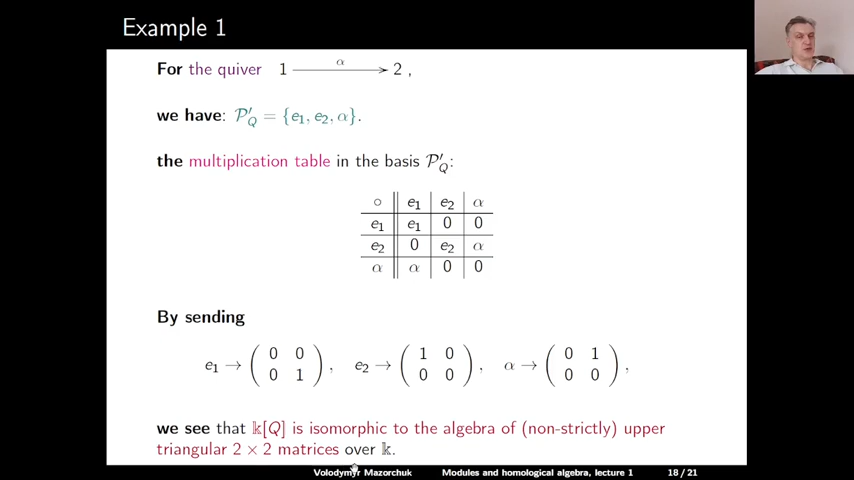 Example 1
For the quiver 1 α 2 ,
we have: 𝒫′_Q = {e₁, e₂, α}.
the multiplication table in the basis 𝒫′_Q:
∘ e₁ e₂ α
e₁ e₁ 0 0
e₂ 0 e₂ α
α α 0 0
By sending
e₁ → ( 0 0 ; 0 1 ) , e₂ → ( 1 0 ; 0 0 ) , α → ( 0 1 ; 0 0 ) ,
we see that 𝕜[Q] is isomorphic to the algebra of (non-strictly) upper
triangular 2 × 2 matrices over 𝕜.
Volodymyr Mazorchuk Modules and homological algebra, lecture 1 18 / 21